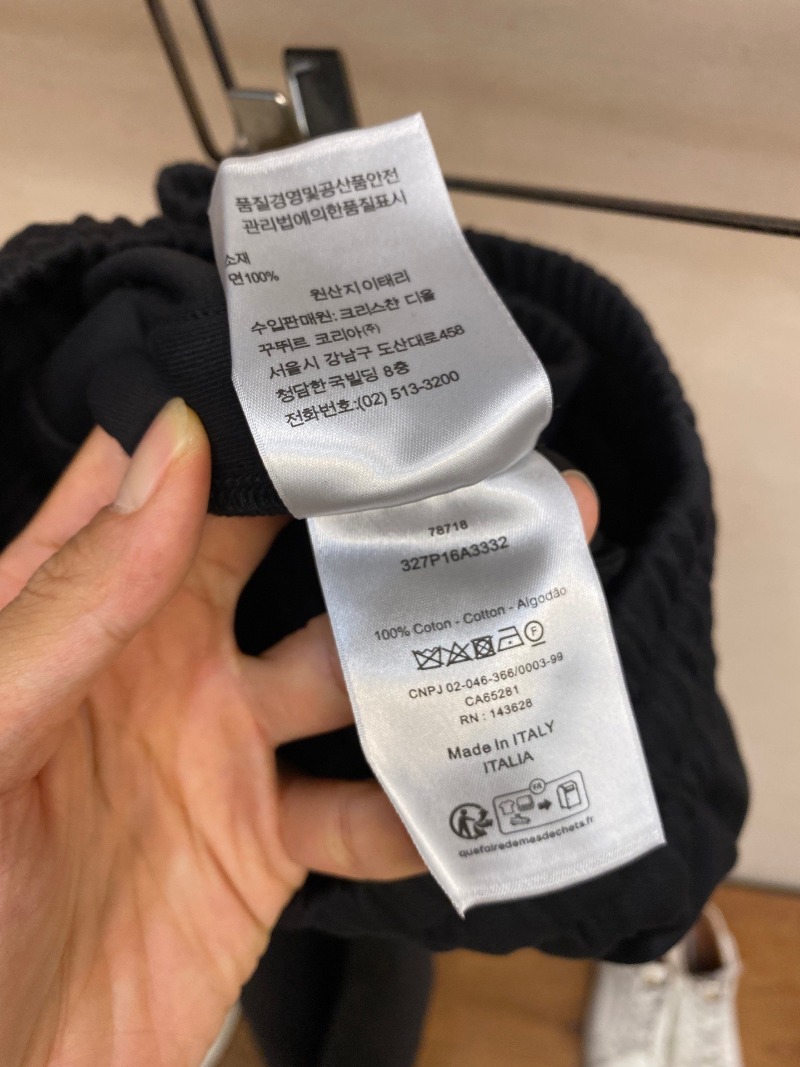 품질경영및공산품안전
관리법에의한품질표시
소재
면100%
원산지이태리
수입판매원: 크리스챤 디올
꾸뛰르 코리아(주)
서울시 강남구 도산대로458
청담한국빌딩 8층
전화번호:(02) 513-3200
78718
327P16A3332
100% Coton - Cotton - Algodão
F
CNPJ 02-046-366/0003-99
CA65281
RN : 143628
Made In ITALY
ITALIA
FR
quefairedemesdechets.fr